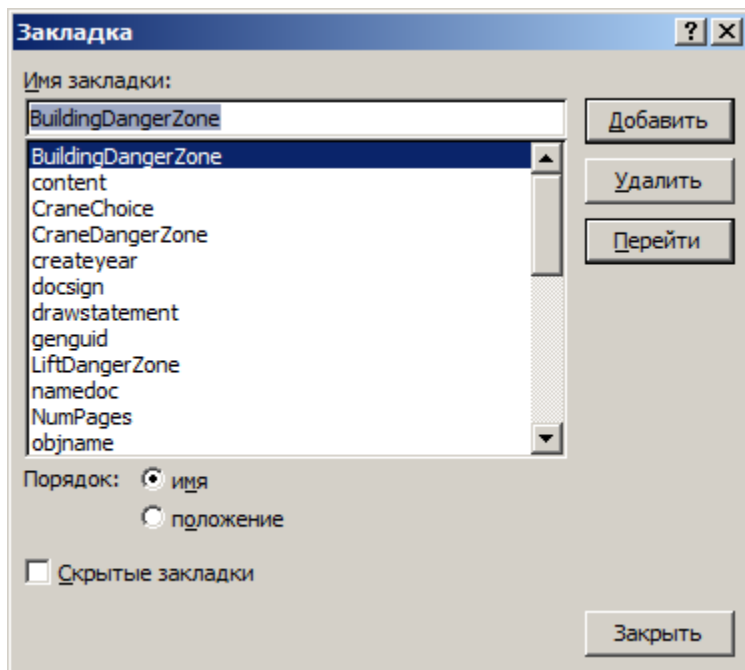 Закладка
Имя закладки:
BuildingDangerZone
Добавить
BuildingDangerZone
content
Удалить
CraneChoice
CraneDangerZone
Перейти
createyear
docsign
drawstatement
genguid
LiftDangerZone
namedoc
NumPages
objname
Порядок: имя
положение
Скрытые закладки
Закрыть